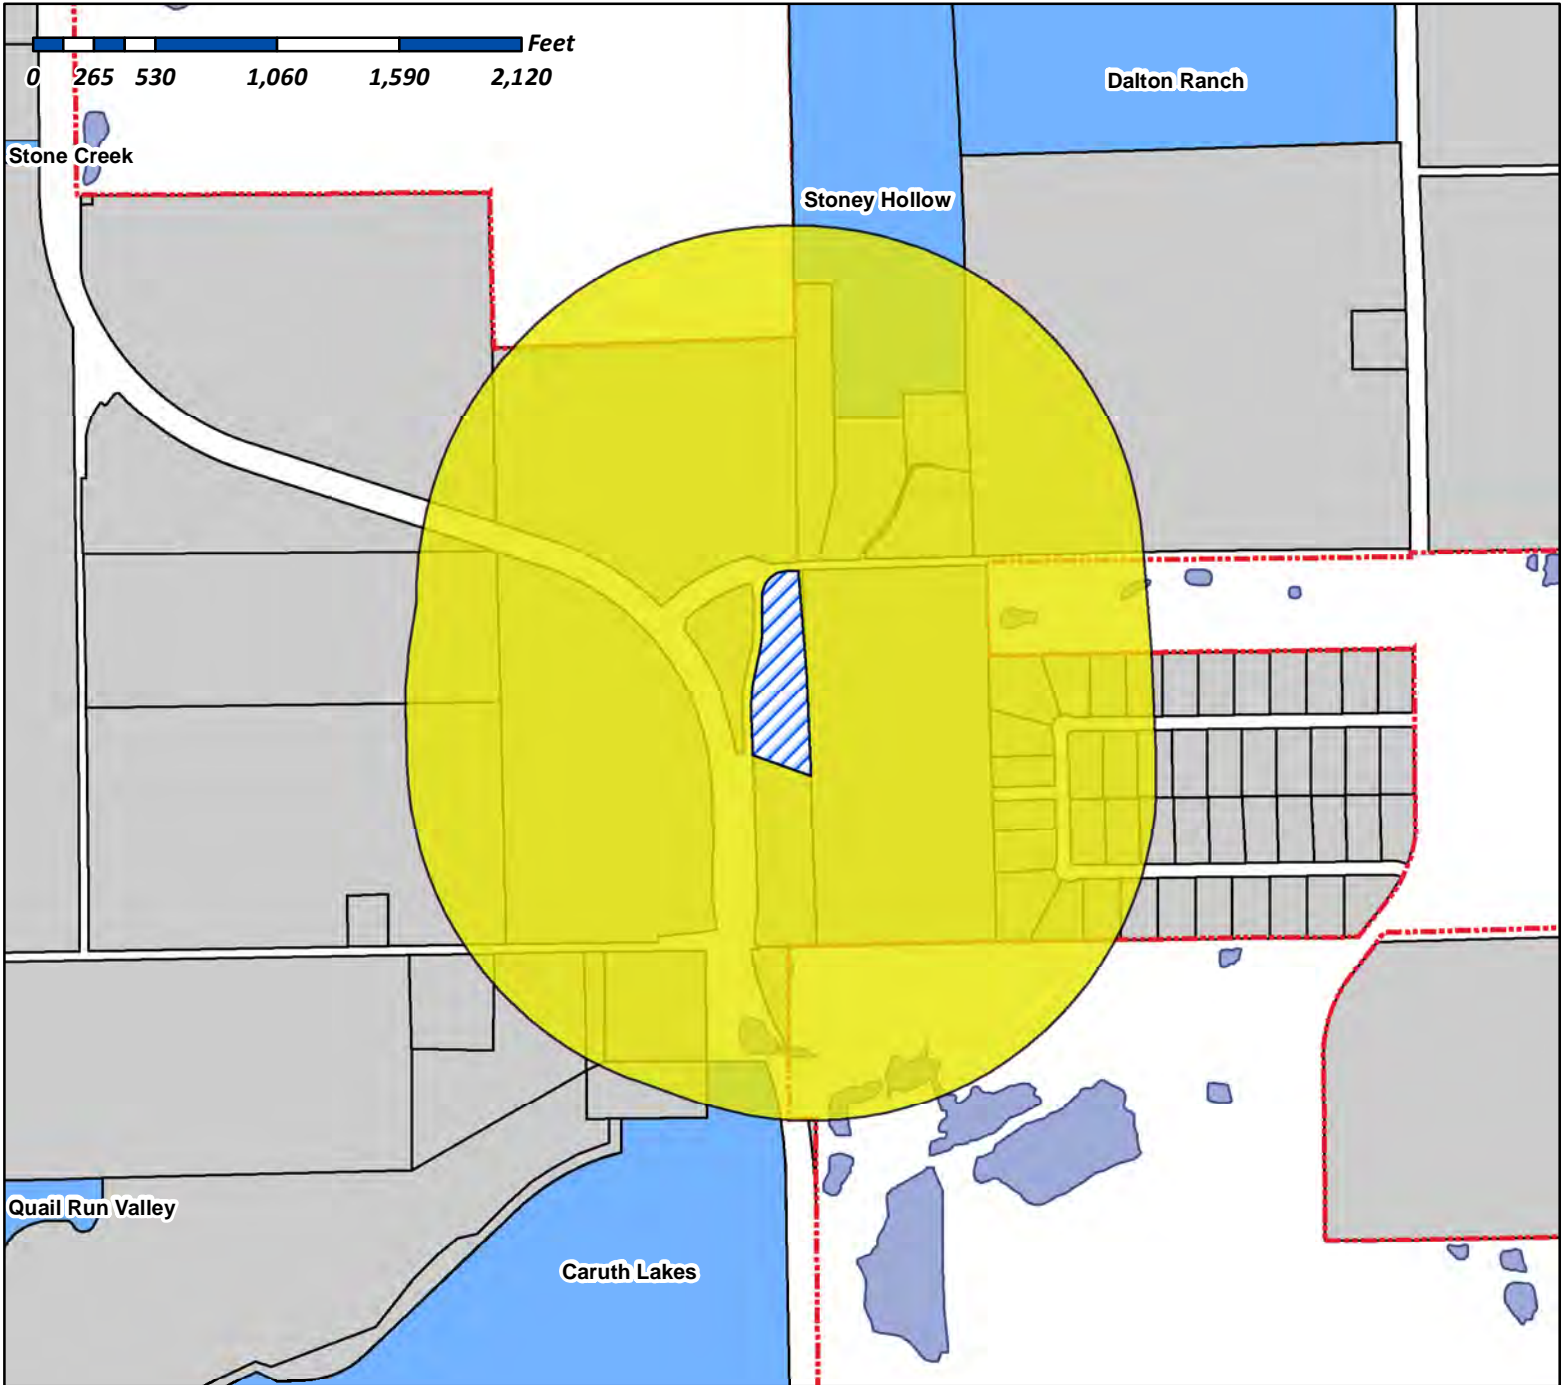 Feet
0 265 530 1,060 1,590 2,120
Dalton Ranch
Stone Creek
Stoney Hollow
Quail Run Valley
Caruth Lakes